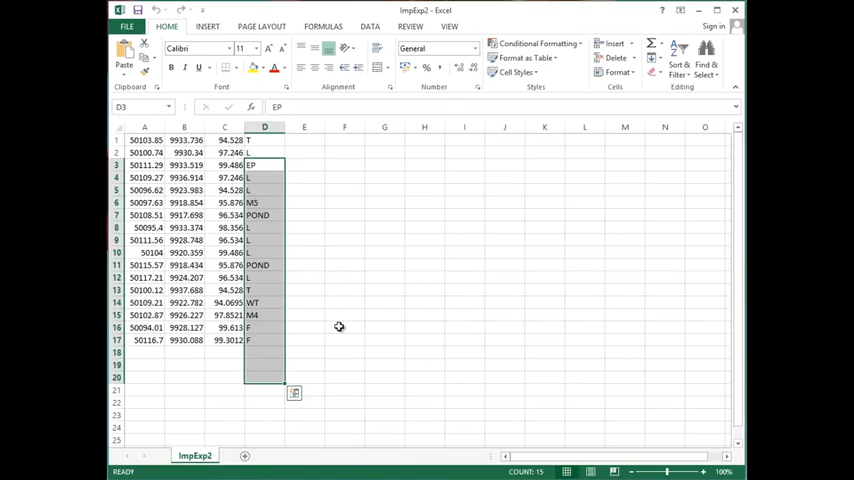 ImpExp2 - Excel
FILE HOME INSERT PAGE LAYOUT FORMULAS DATA REVIEW VIEW Sign in
Calibri 11 General Conditional Formatting Insert
Paste Format as Table Delete Sort & Find &
Cell Styles Format Filter Select
Clipboard Font Alignment Number Styles Cells Editing
D3 EP
A B C D E F G H I J K L M N O
1 50103.85 9933.736 94.528 T
2 50100.74 9930.34 97.246 L
3 50111.29 9933.519 99.486 EP
4 50109.27 9936.914 97.246 L
5 50096.62 9923.983 94.528 L
6 50097.63 9918.854 95.876 M5
7 50108.51 9917.698 96.534 POND
8 50095.4 9933.374 98.356 L
9 50111.56 9928.748 96.534 L
10 50104 9920.359 99.486 L
11 50115.57 9918.434 95.876 POND
12 50117.21 9924.207 96.534 L
13 50100.12 9937.688 94.528 T
14 50109.21 9922.782 94.0695 WT
15 50102.87 9926.227 97.8521 M4
16 50094.01 9928.127 99.613 F
17 50116.7 9930.088 99.3012 F
18
19
20
21
22
23
24
25
ImpExp2
READY COUNT: 15 100%